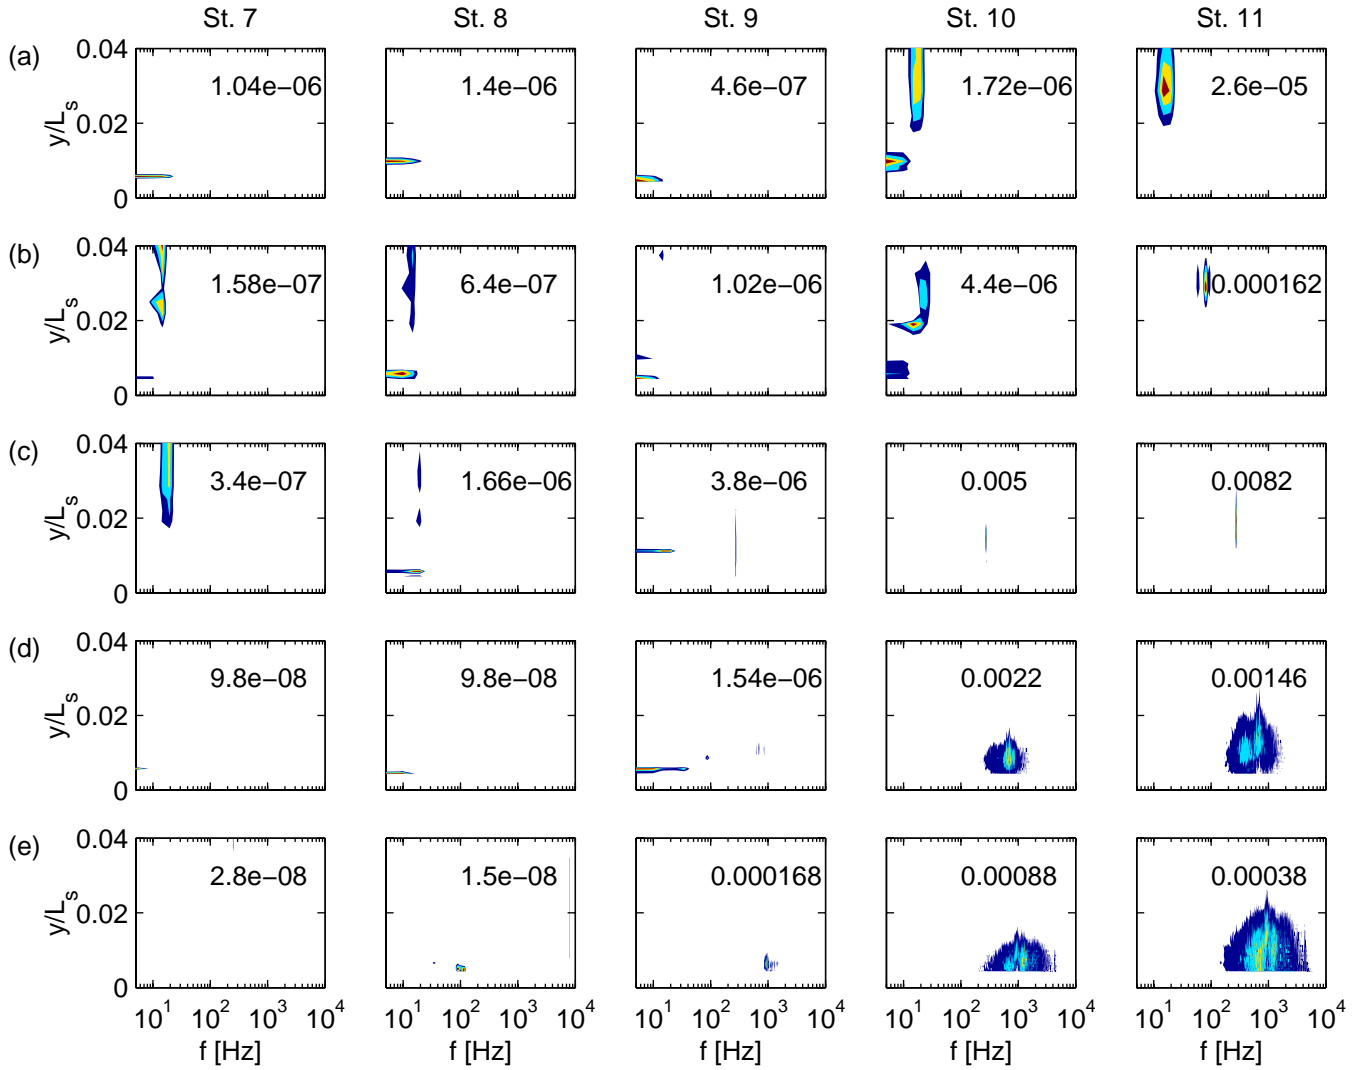 St. 7 St. 8 St. 9 St. 10 St. 11
(a) 0.04 1.04e−06 1.4e−06 4.6e−07 1.72e−06 2.6e−05
y/Ls 0.02
0
(b) 0.04 1.58e−07 6.4e−07 1.02e−06 4.4e−06 0.000162
y/Ls 0.02
0
(c) 0.04 3.4e−07 1.66e−06 3.8e−06 0.005 0.0082
y/Ls 0.02
0
(d) 0.04 9.8e−08 9.8e−08 1.54e−06 0.0022 0.00146
y/Ls 0.02
0
(e) 0.04 2.8e−08 1.5e−08 0.000168 0.00088 0.00038
y/Ls 0.02
0
10^1 10^2 10^3 10^4 10^1 10^2 10^3 10^4 10^1 10^2 10^3 10^4 10^1 10^2 10^3 10^4 10^1 10^2 10^3 10^4
f [Hz] f [Hz] f [Hz] f [Hz] f [Hz]